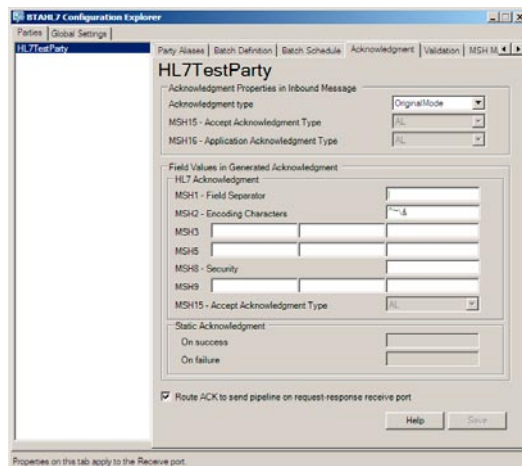 BTAHL7 Configuration Explorer
Parties Global Settings
HL7TestParty
Party Aliases Batch Definition Batch Schedule Acknowledgment Validation MSH M
HL7TestParty
Acknowledgment Properties in Inbound Message
Acknowledgment type OriginalMode
MSH15 - Accept Acknowledgment Type AL
MSH16 - Application Acknowledgment Type AL
Field Values in Generated Acknowledgment
HL7 Acknowledgment
MSH1 - Field Separator |
MSH2 - Encoding Characters
MSH3
MSH5
MSH8 - Security
MSH9
MSH15 - Accept Acknowledgment Type AL
Static Acknowledgment
On success
On failure
Route ACK to send pipeline on request-response receive port
Help Save
Properties on this tab apply to the Receive port.